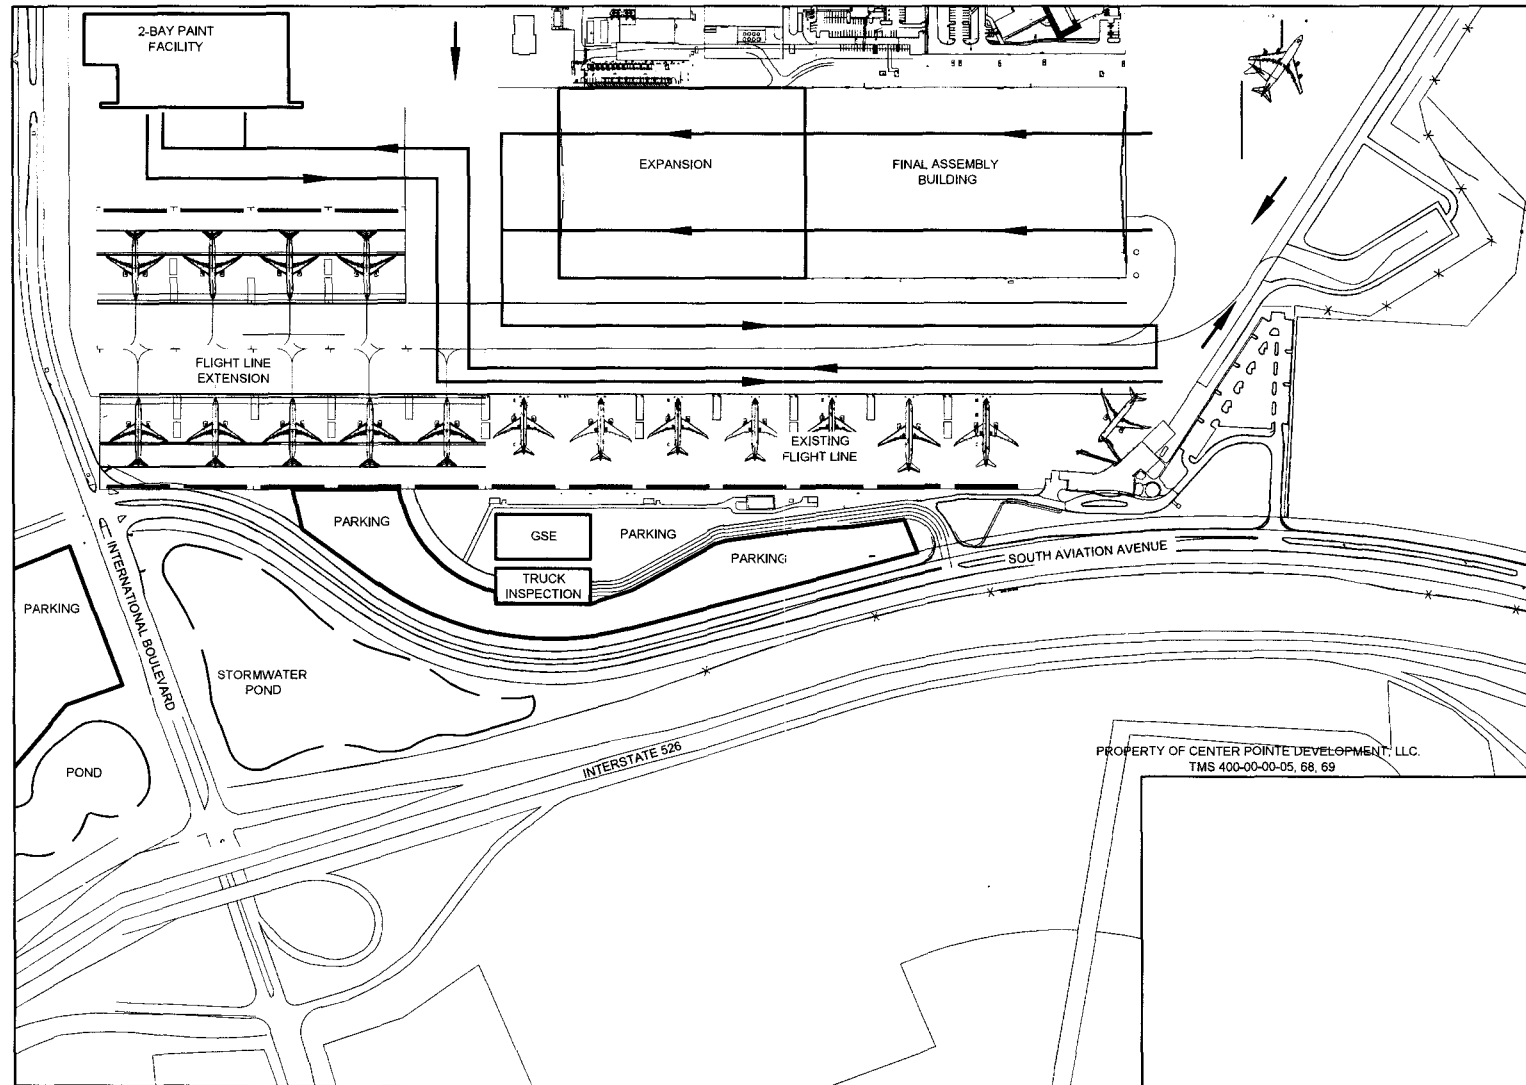 2-BAY PAINT
FACILITY
EXPANSION
FINAL ASSEMBLY
BUILDING
FLIGHT LINE
EXTENSION
EXISTING
FLIGHT LINE
PARKING
GSE
PARKING
PARKING
TRUCK
INSPECTION
SOUTH AVIATION AVENUE
PARKING
INTERNATIONAL BOULEVARD
STORMWATER
POND
POND
INTERSTATE 526
PROPERTY OF CENTER POINTE DEVELOPMENT, LLC.
TMS 400-00-00-05, 68, 69